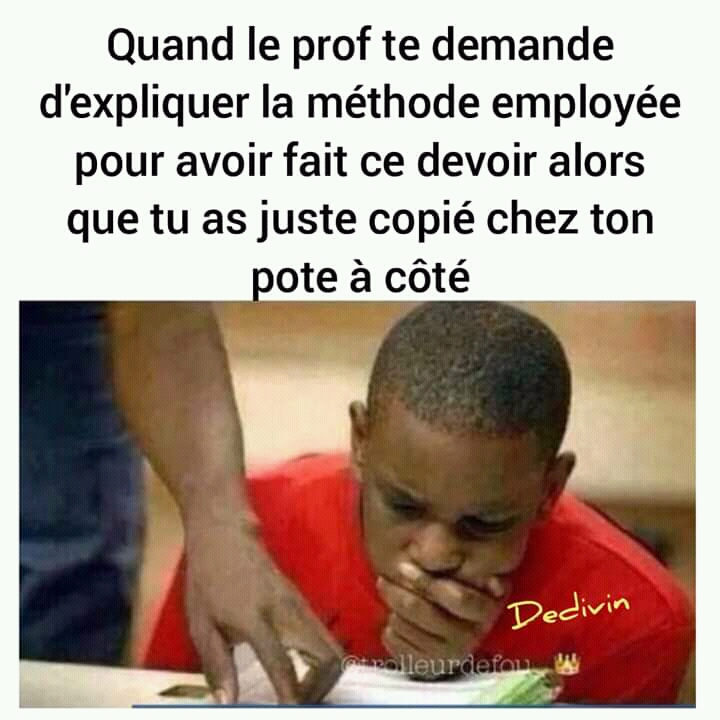 Quand le prof te demande
d'expliquer la méthode employée
pour avoir fait ce devoir alors
que tu as juste copié chez ton
pote à côté
Dedivin
@trolleurdefou